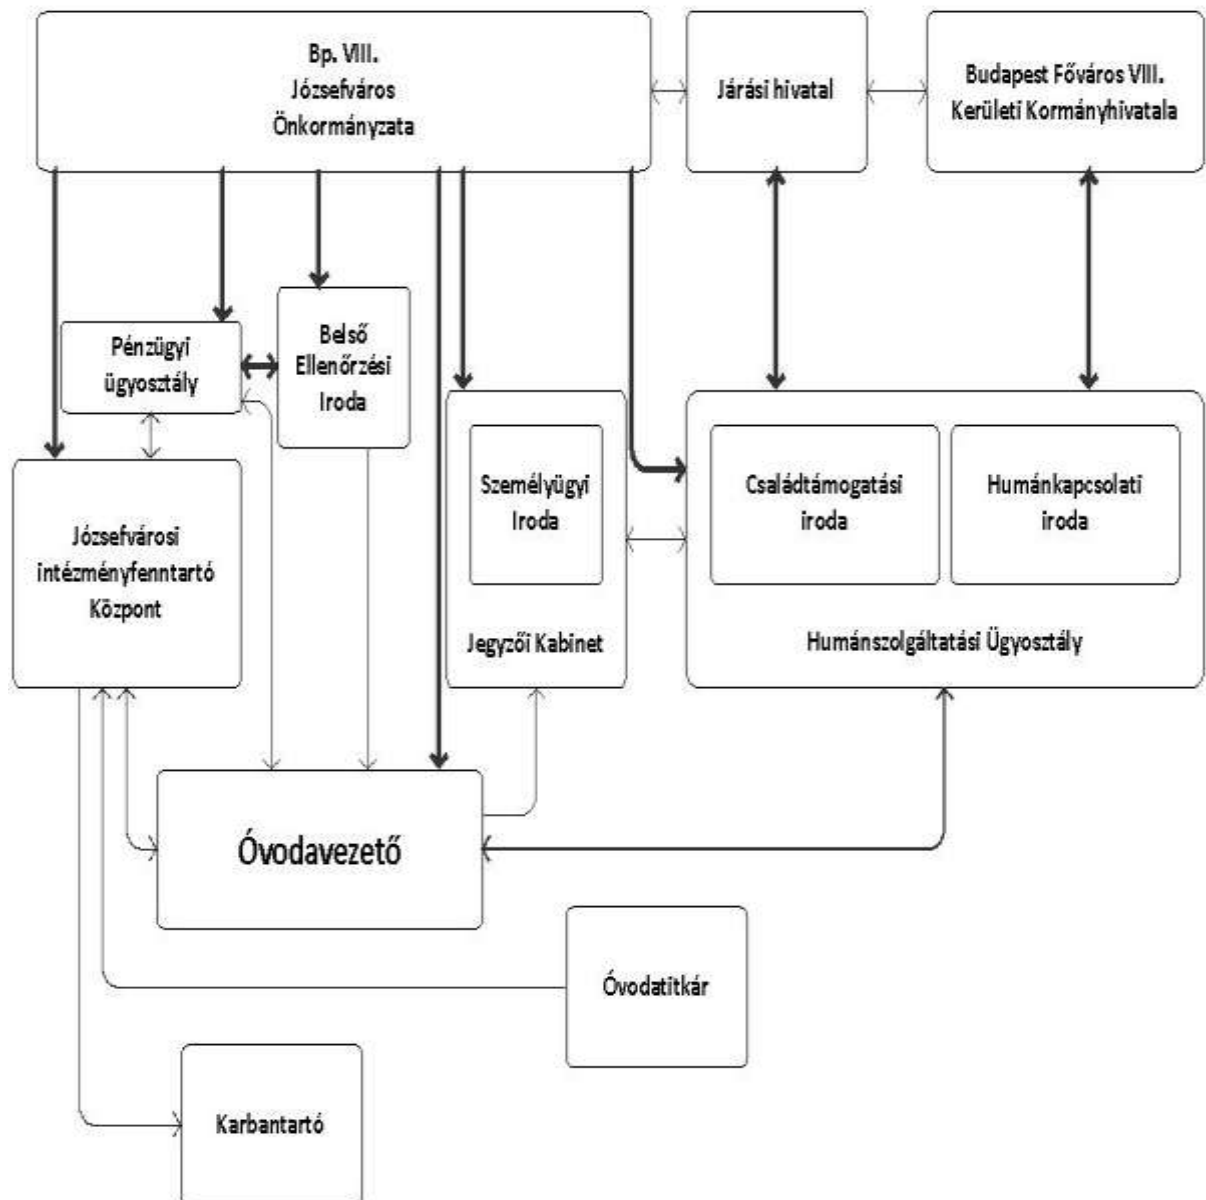 Bp. VIII.
Józsefváros
Önkormányzata
Járási hivatal
Budapest Főváros VIII.
Kerületi Kormányhivatala
Pénzügyi
ügyosztály
Belső
Ellenőrzési
Iroda
Személyügyi
Iroda
Jegyzői Kabinet
Családtámogatási
iroda
Humánkapcsolati
iroda
Humánszolgáltatási Ügyosztály
Józsefvárosi
intézményfenntartó
Központ
Óvodavezető
Óvodatitkár
Karbantartó